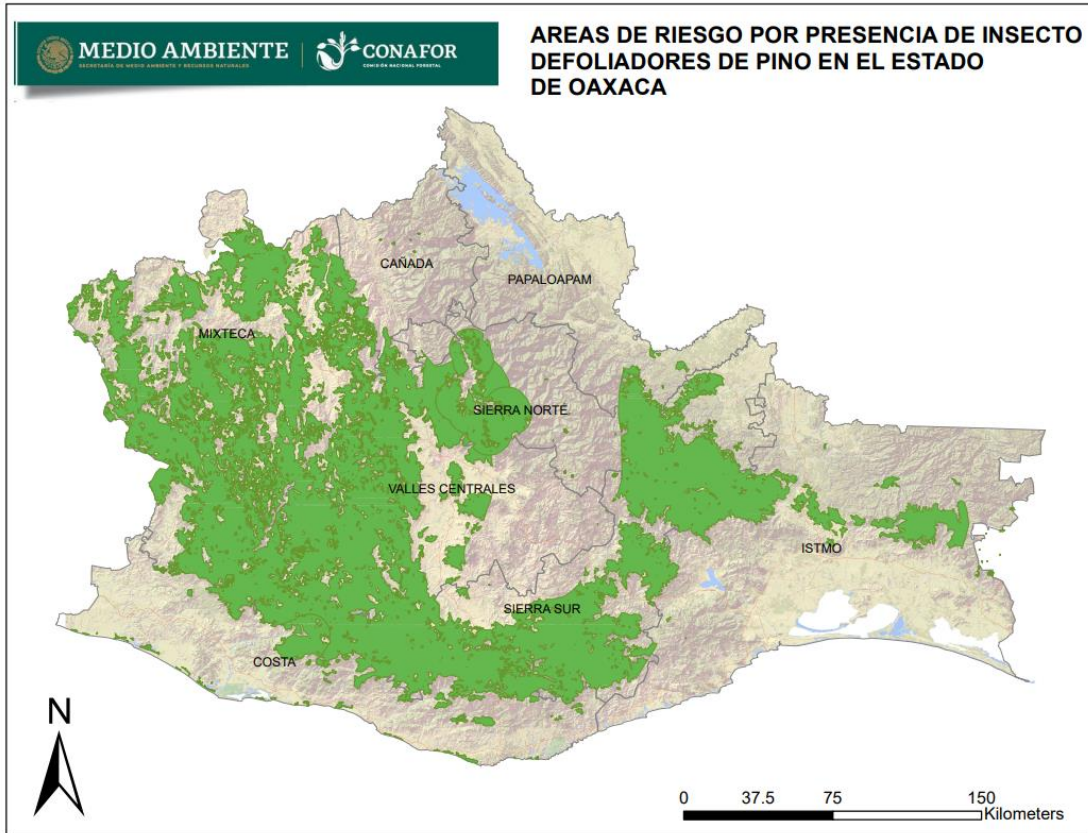 MEDIO AMBIENTE
SECRETARÍA DE MEDIO AMBIENTE Y RECURSOS NATURALES
CONAFOR
COMISIÓN NACIONAL FORESTAL
AREAS DE RIESGO POR PRESENCIA DE INSECTO
DEFOLIADORES DE PINO EN EL ESTADO
DE OAXACA
CAÑADA
PAPALOAPAM
MIXTECA
SIERRA NORTE
VALLES CENTRALES
ISTMO
SIERRA SUR
COSTA
N
0 37.5 75 150
Kilometers